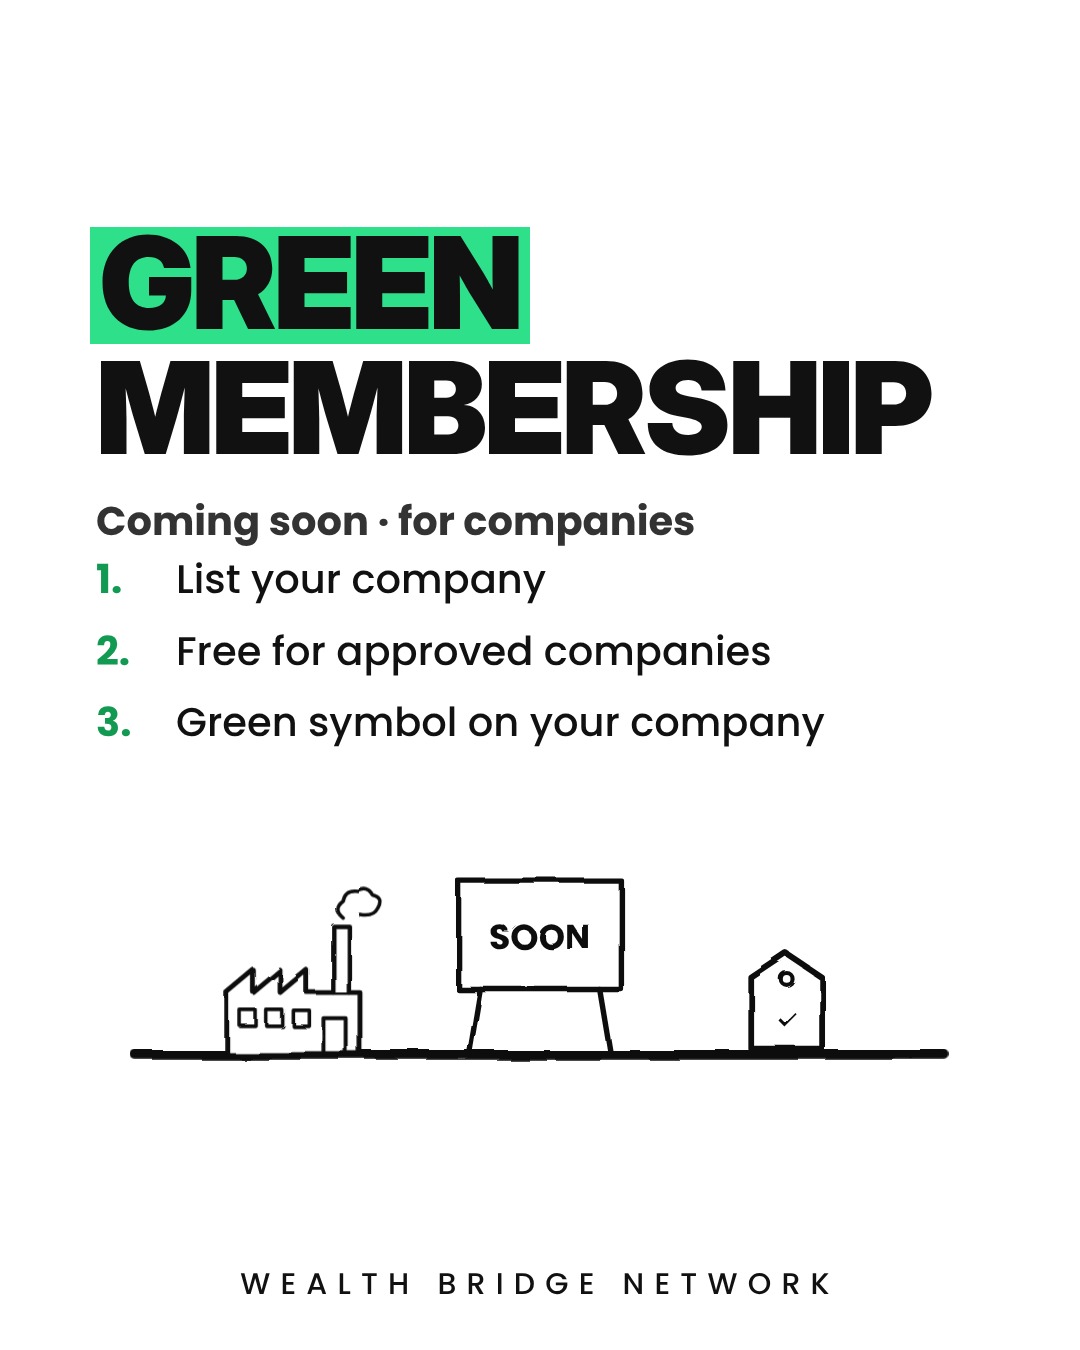 GREEN
MEMBERSHIP
Coming soon · for companies
1. List your company
2. Free for approved companies
3. Green symbol on your company
SOON
WEALTH BRIDGE NETWORK